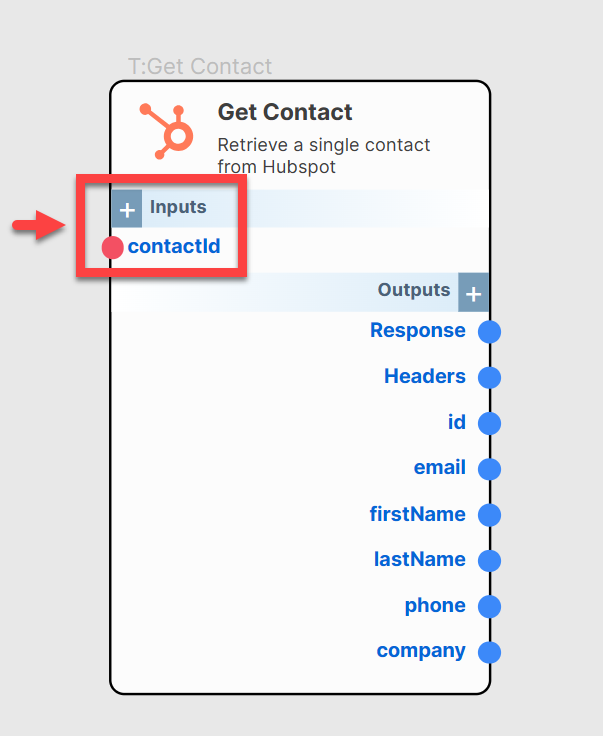 T:Get Contact
Get Contact
Retrieve a single contact
from Hubspot
+ Inputs
contactId
Outputs +
Response
Headers
id
email
firstName
lastName
phone
company